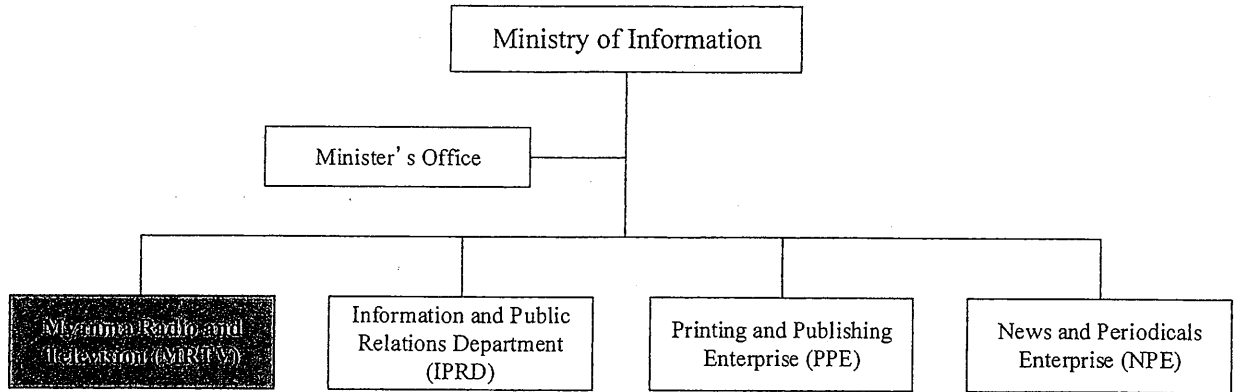 Ministry of Information
Minister's Office
Myanma Radio and
Television (MRTV)
Information and Public
Relations Department
(IPRD)
Printing and Publishing
Enterprise (PPE)
News and Periodicals
Enterprise (NPE)